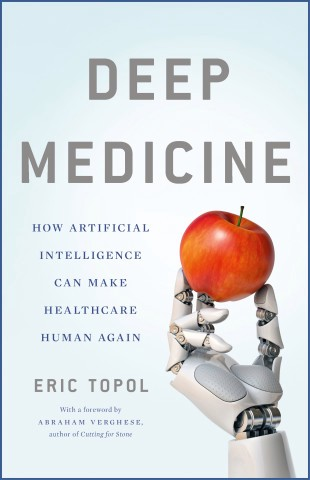 DEEP
MEDICINE
HOW ARTIFICIAL
INTELLIGENCE
CAN MAKE
HEALTHCARE
HUMAN AGAIN
ERIC TOPOL
With a foreword by
ABRAHAM VERGHESE,
author of Cutting for Stone